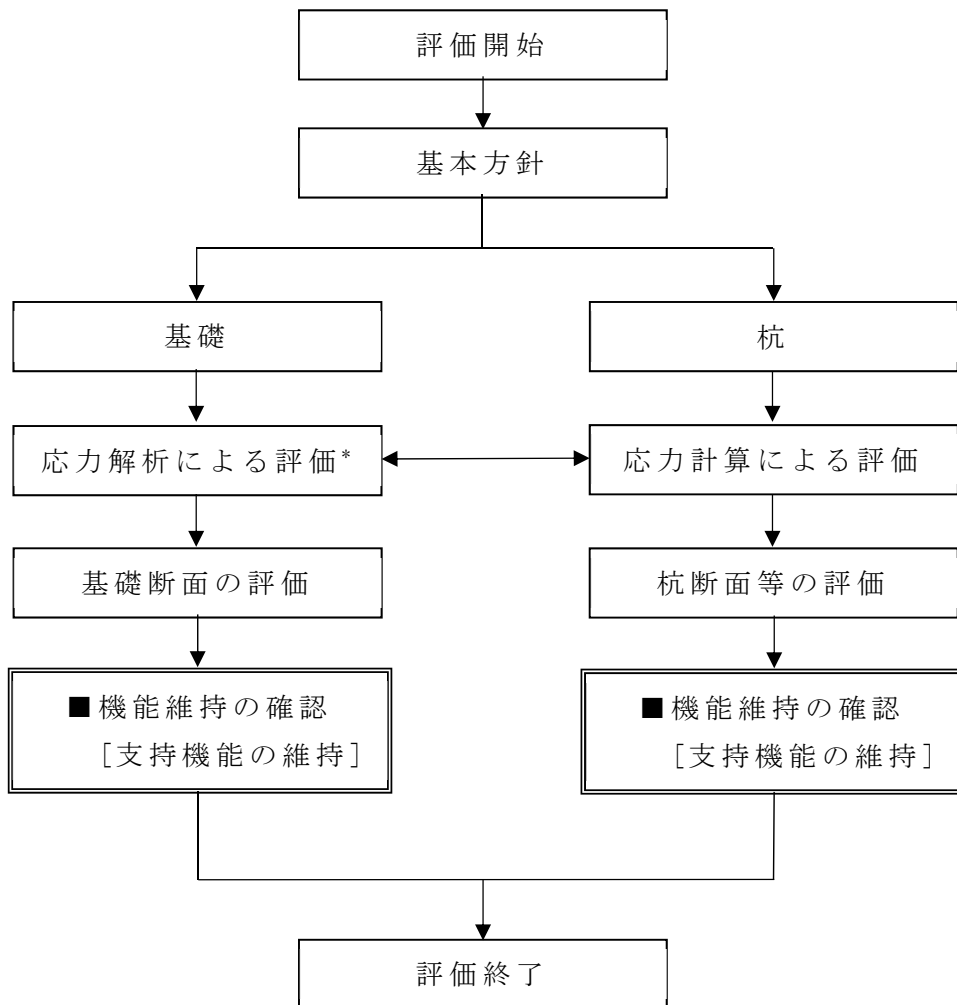 評価開始
基本方針
基礎
杭
応力解析による評価*
応力計算による評価
基礎断面の評価
杭断面等の評価
■機能維持の確認
[支持機能の維持]
■機能維持の確認
[支持機能の維持]
評価終了